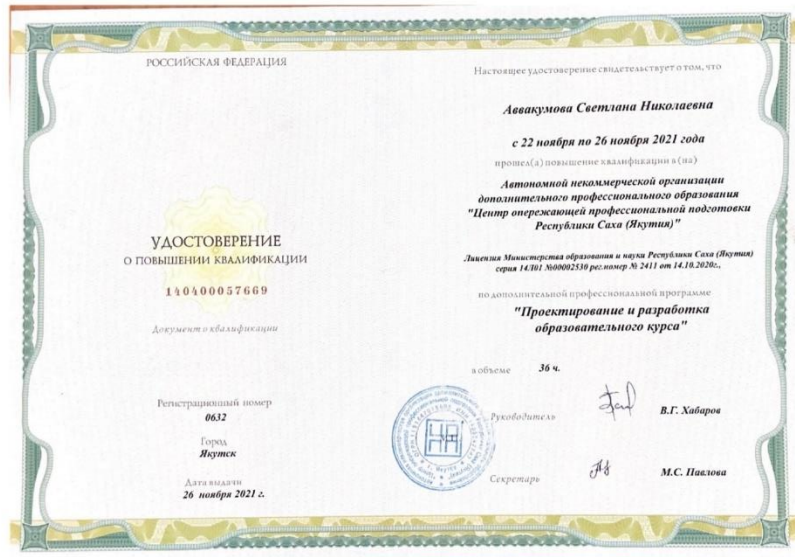 РОССИЙСКАЯ ФЕДЕРАЦИЯ
УДОСТОВЕРЕНИЕ
О ПОВЫШЕНИИ КВАЛИФИКАЦИИ
140400057669
Документ о квалификации
Регистрационный номер
0632
Город
Якутск
Дата выдачи
26 ноября 2021 г.
Настоящее удостоверение свидетельствует о том, что
Аввакумова Светлана Николаевна
с 22 ноября по 26 ноября 2021 года
прошел(а) повышение квалификации в (на)
Автономной некоммерческой организации
дополнительного профессионального образования
"Центр опережающей профессиональной подготовки
Республики Саха (Якутия)"
Лицензия Министерства образования и науки Республики Саха (Якутия)
серия 14Л01 №00002530 рег.номер № 2411 от 14.10.2020г.,
по дополнительной профессиональной программе
"Проектирование и разработка
образовательного курса"
в объеме 36 ч.
Руководитель В.Г. Хабаров
Секретарь М.С. Павлова